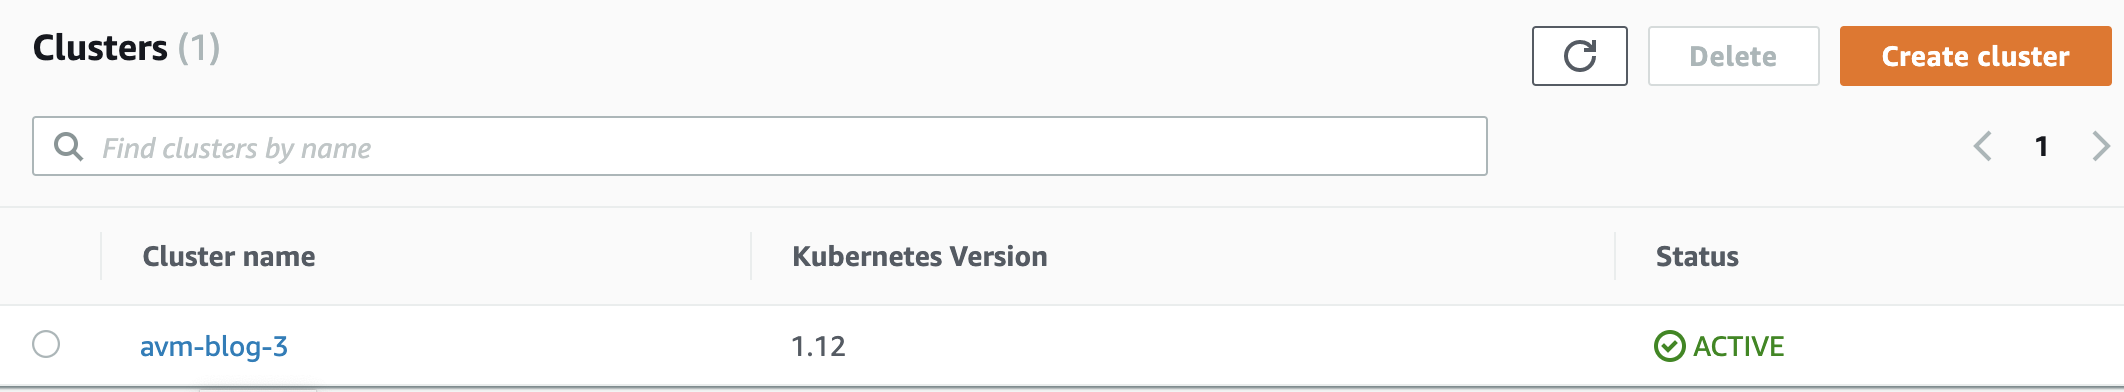 Clusters (1)
Delete
Create cluster
Find clusters by name
1
Cluster name
Kubernetes Version
Status
avm-blog-3
1.12
ACTIVE